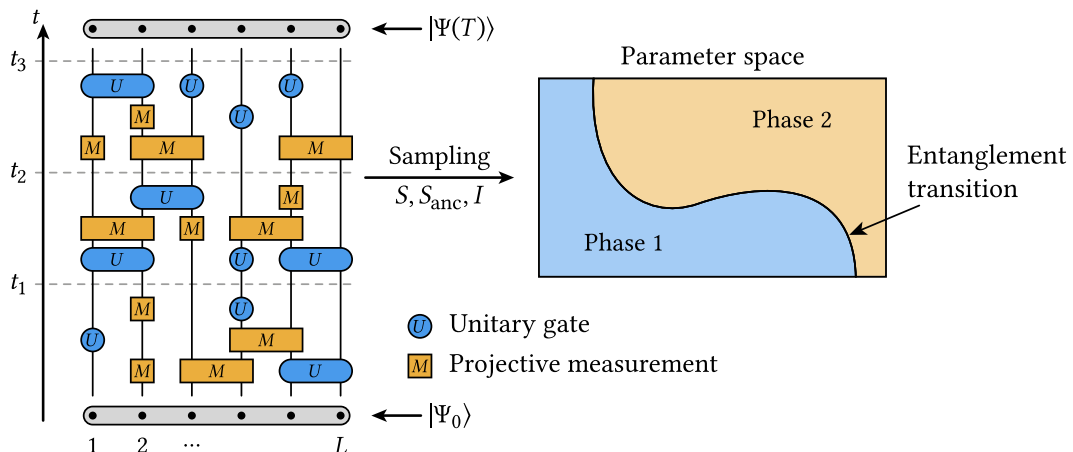 t
|Ψ(T)⟩
t₃
U U U
M U
M M M
t₂
U M
M M M
U U U
t₁
M U
U M
M M U
|Ψ₀⟩
1 2 ⋯ L
Sampling
S, Sₐₙ꜀, I
Parameter space
Phase 2
Phase 1
Entanglement
transition
U Unitary gate
M Projective measurement